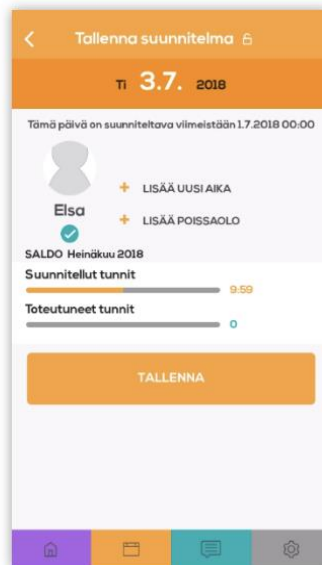 Tallenna suunnitelma
Ti 3.7. 2018
Tämä päivä on suunniteltava viimeistään 1.7.2018 00:00
+ LISÄÄ UUSI AIKA
Elsa
+ LISÄÄ POISSAOLO
SALDO Heinäkuu 2018
Suunnitellut tunnit
9:59
Toteutuneet tunnit
0
TALLENNA